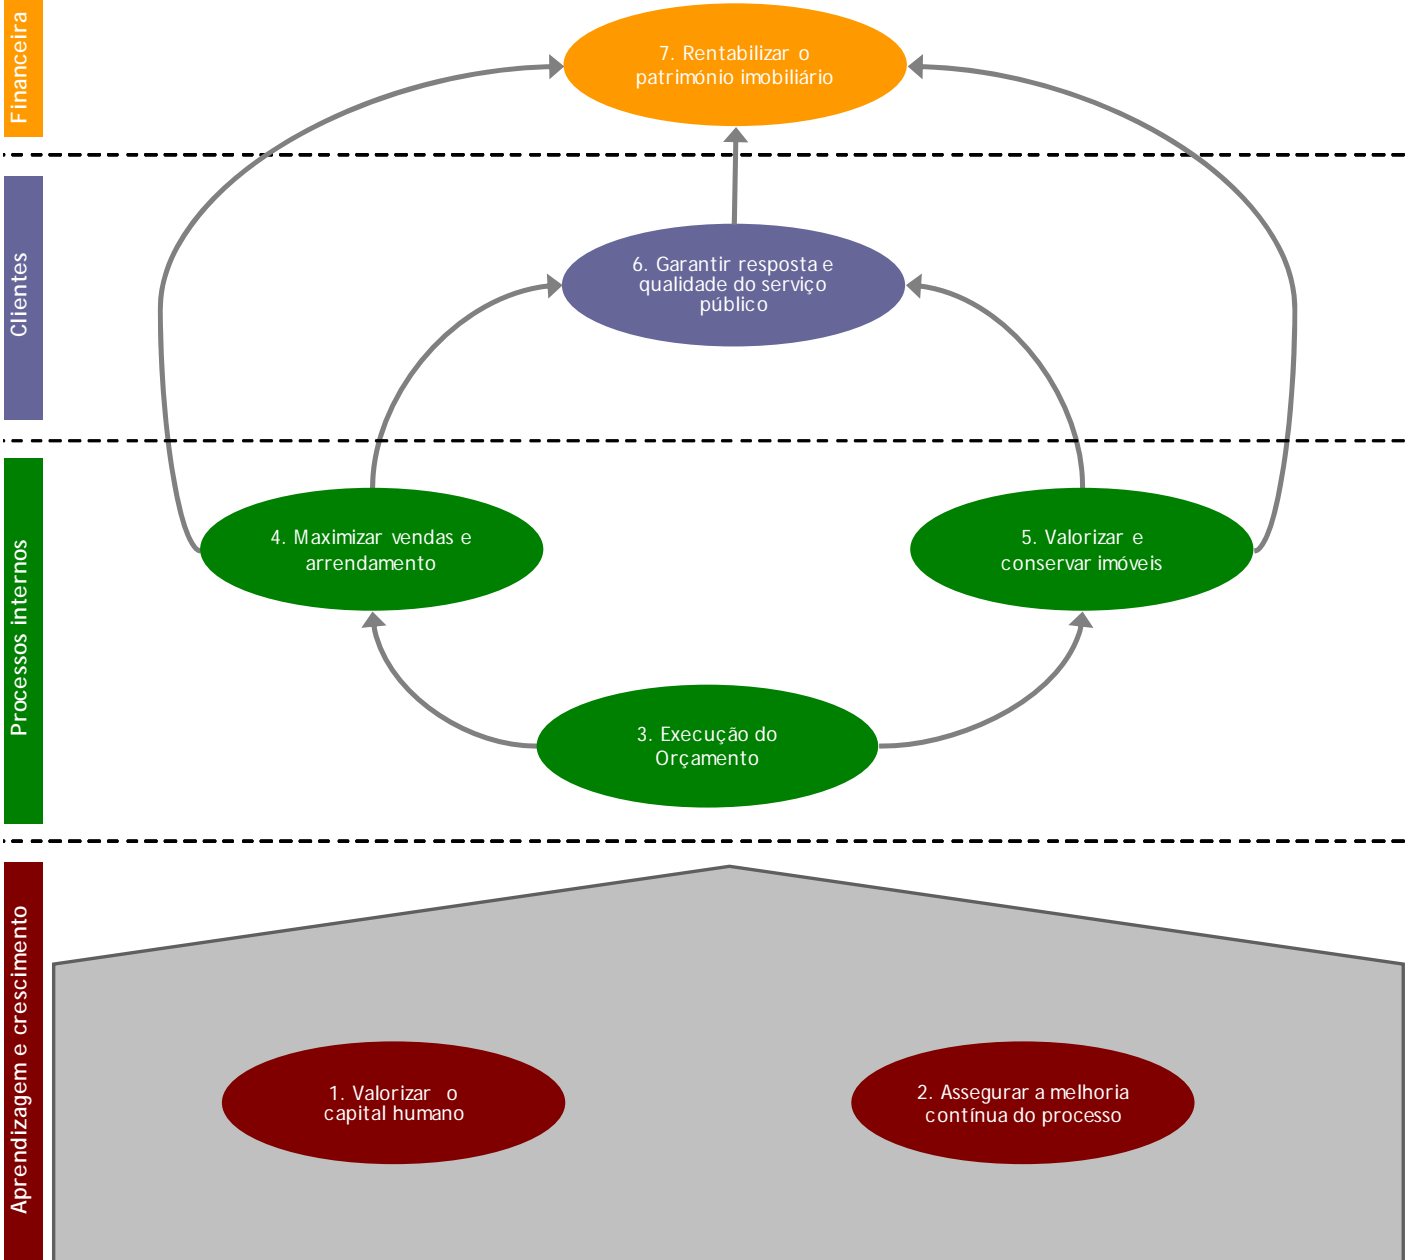 Financeira
7. Rentabilizar o
património imobiliário
Clientes
6. Garantir resposta e
qualidade do serviço
público
Processos internos
4. Maximizar vendas e
arrendamento
5. Valorizar e
conservar imóveis
3. Execução do
Orçamento
Aprendizagem e crescimento
1. Valorizar o
capital humano
2. Assegurar a melhoria
contínua do processo